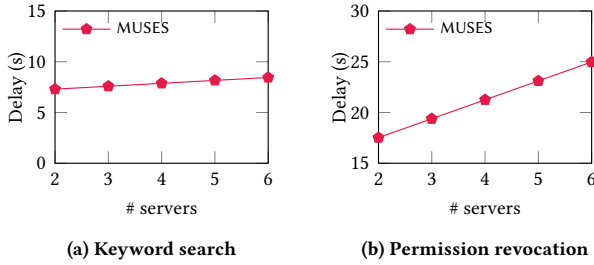 15
10
5
0
Delay (s)
MUSES
2 3 4 5 6
# servers
(a) Keyword search
30
25
20
15
Delay (s)
MUSES
2 3 4 5 6
# servers
(b) Permission revocation